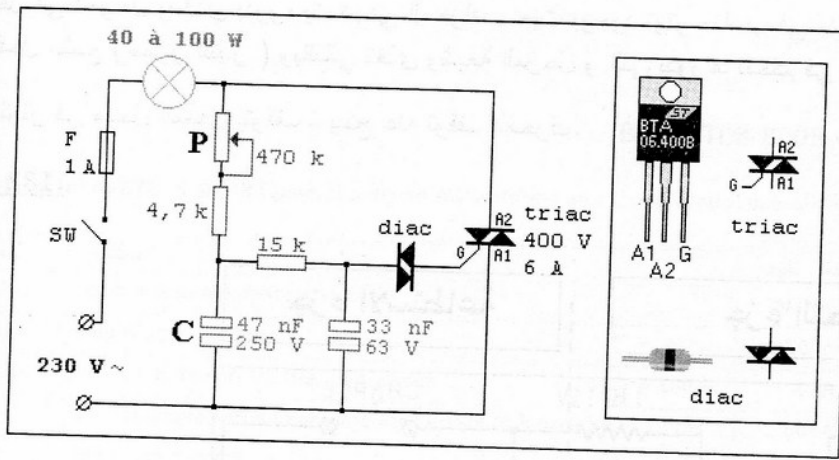 40 à 100 W
F
1 A
P
470 k
4,7 k
SW
15 k
diac
G
A2
A1
triac
400 V
6 A
C
47 nF
250 V
33 nF
63 V
230 V ~
ST
BTA
06.400B
A1
A2
G
A2
G
A1
triac
diac